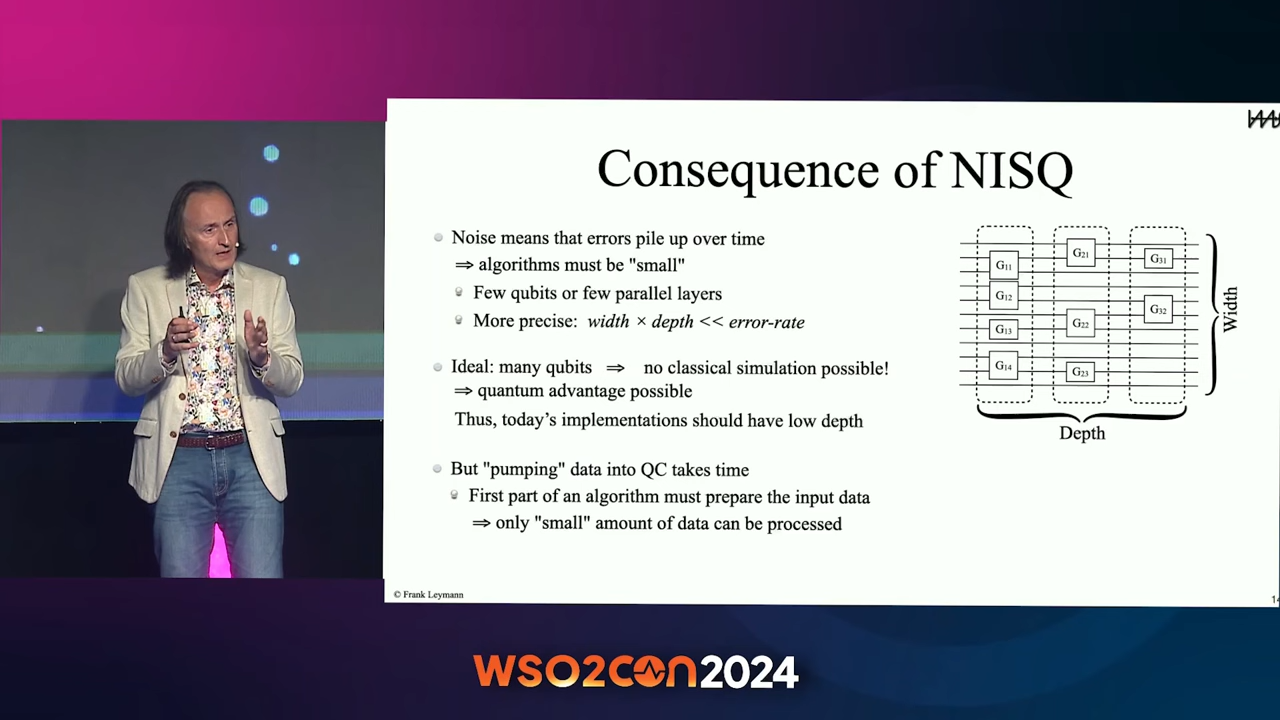 Consequence of NISQ
Noise means that errors pile up over time
⇒ algorithms must be "small"
Few qubits or few parallel layers
More precise: width × depth << error-rate
Ideal: many qubits ⇒ no classical simulation possible!
⇒ quantum advantage possible
Thus, today's implementations should have low depth
But "pumping" data into QC takes time
First part of an algorithm must prepare the input data
⇒ only "small" amount of data can be processed
G11
G12
G13
G14
G21
G22
G23
G31
G32
Width
Depth
© Frank Leymann
WSO2CON2024